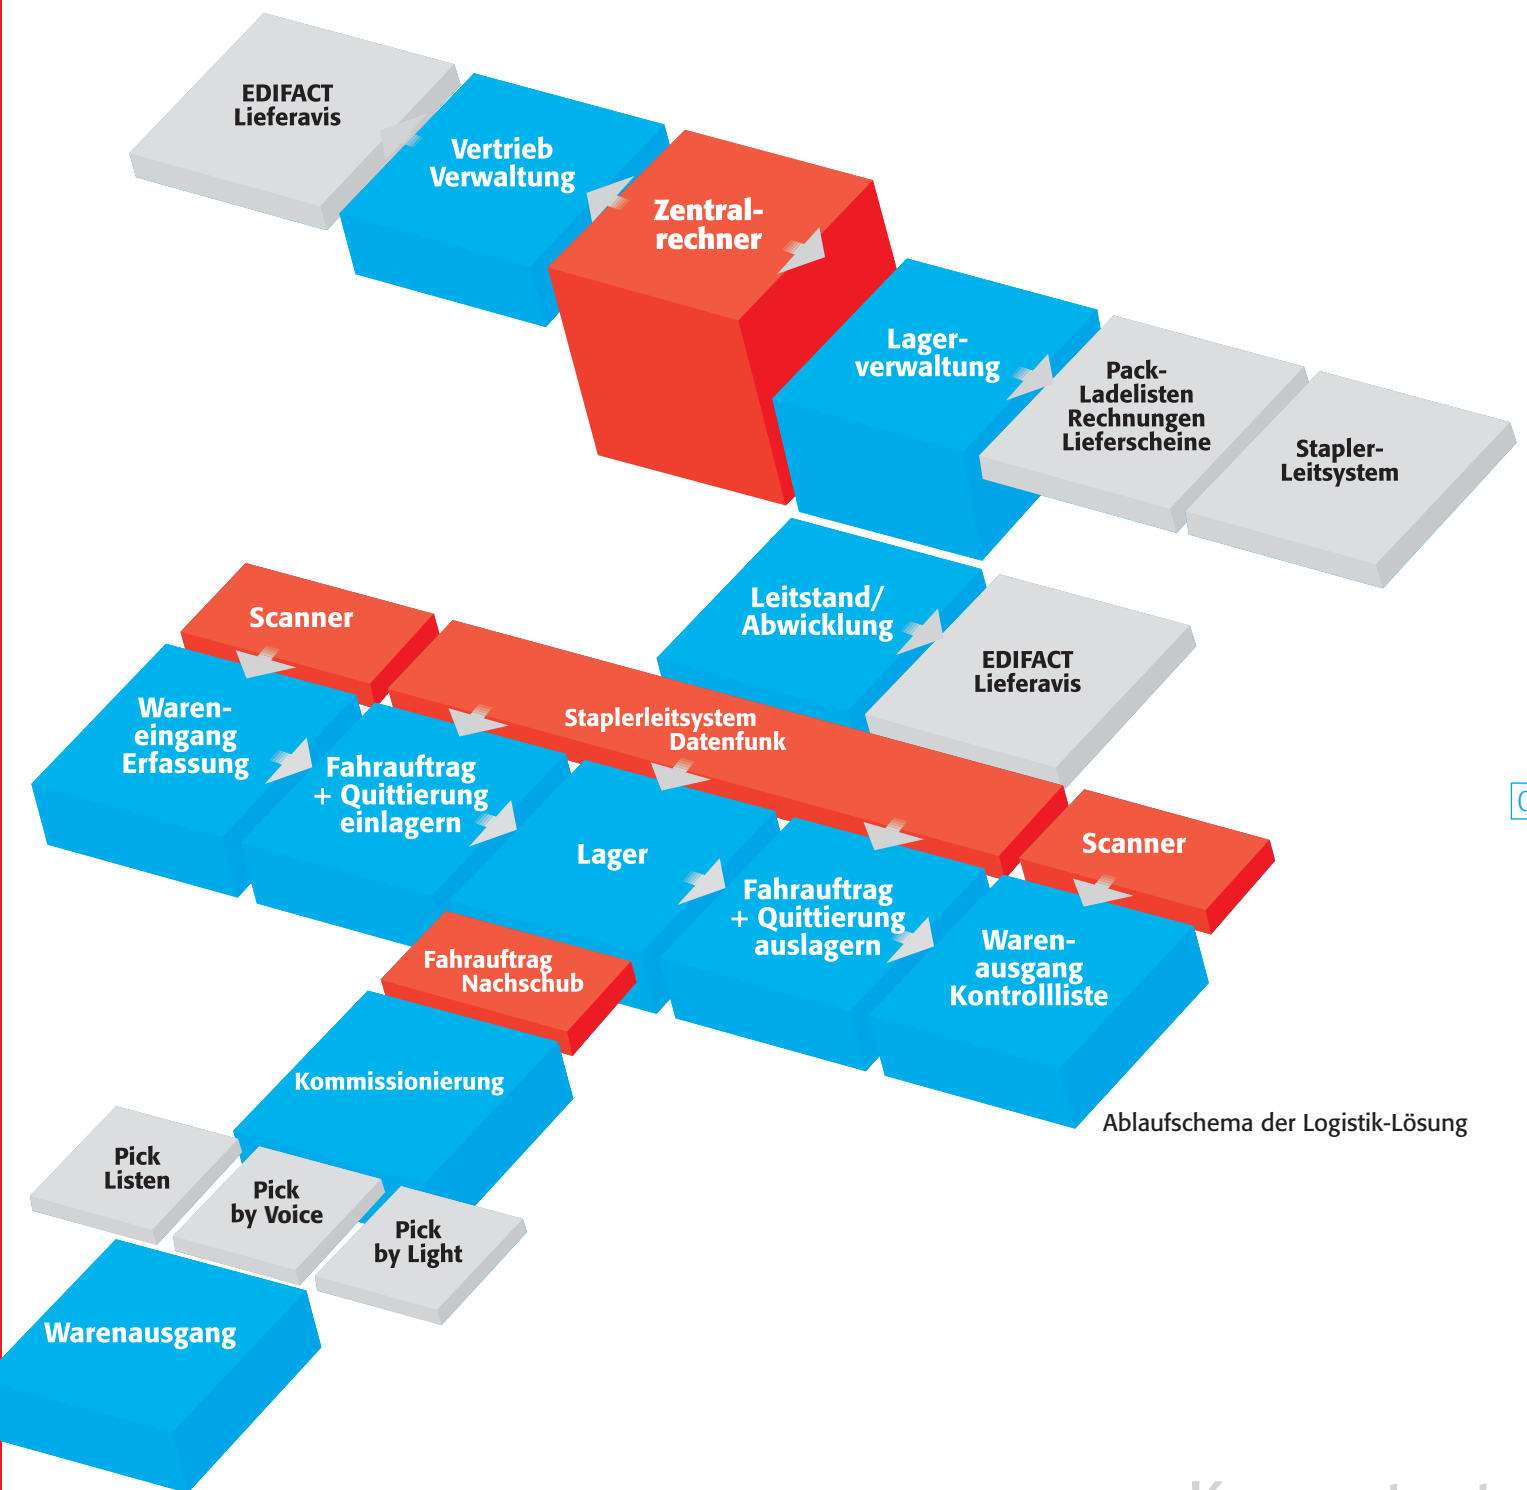 EDIFACT
Lieferavis
Vertrieb
Verwaltung
Zentral-
rechner
Lager-
verwaltung
Pack-
Ladelisten
Rechnungen
Lieferscheine
Stapler-
Leitsystem
Leitstand/
Abwicklung
EDIFACT
Lieferavis
Scanner
Staplerleitsystem
Datenfunk
Scanner
Waren-
eingang
Erfassung
Fahrauftrag
+ Quittierung
einlagern
Lager
Fahrauftrag
+ Quittierung
auslagern
Waren-
ausgang
Kontrollliste
Fahrauftrag
Nachschub
Kommissionierung
Pick
Listen
Pick
by Voice
Pick
by Light
Warenausgang
Ablaufschema der Logistik-Lösung